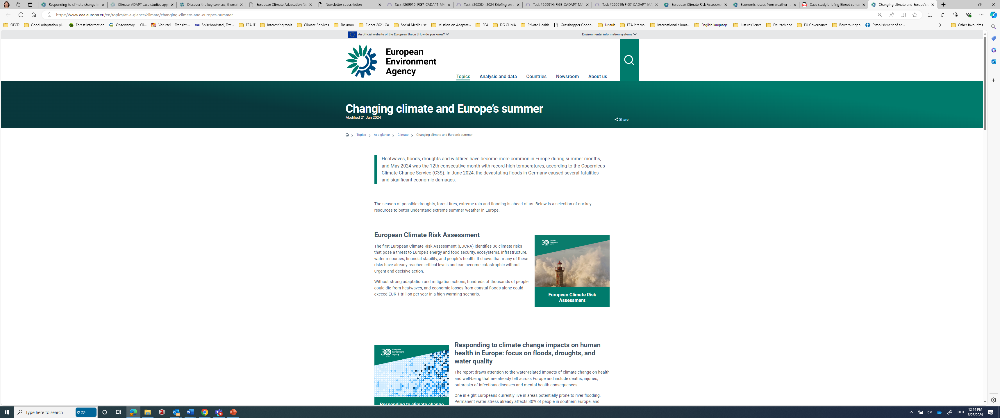 Responding to climate change in
Climate-ADAPT case studies app
Discover the key services, thema
European Climate Adaptation Ne
Newsletter subscription
Task #269919: FIG7-CADAPT-MA
Task #263584: 2024 Briefing on c
Task #269914: FIG3-CADAPT-MA
Task #269919: FIG7-CADAPT-MA
European Climate Risk Assessme
Economic losses from weather- a
Case study briefing Eionet consu
Changing climate and Europe's s
https://www.eea.europa.eu/en/topics/at-a-glance/climate/changing-climate-and-europes-summer
OECD
Gobal adaptation pl...
Forest Information
Observatory — Cli...
Vorurteil - Translati...
Spisebordsstol, Træ...
EEA IT
Interesting tools
Climate Services
Taskman
Eionet 2021 CA
Social Media use
Mission on Adaptat...
EEA
DG CLIMA
Private Health
Grasshopper Geogr...
Urlaub
EEA internal
International climat...
English language
Just resilience
Deutschland
EU Governance
Bewerbungen
Establishment of an...
Other favourites
An official website of the European Union | How do you know?
Environmental information systems
European
Environment
Agency
Topics
Analysis and data
Countries
Newsroom
About us
Changing climate and Europe’s summer
Modified 21 Jun 2024
Share
Topics
At a glance
Climate
Changing climate and Europe's summer
Heatwaves, floods, droughts and wildfires have become more common in Europe during summer months,
and May 2024 was the 12th consecutive month with record-high temperatures, according to the Copernicus
Climate Change Service (C3S). In June 2024, the devastating floods in Germany caused several fatalities
and significant economic damages.
The season of possible droughts, forest fires, extreme rain and flooding is ahead of us. Below is a selection of our key
resources to better understand extreme summer weather in Europe.
European Climate Risk Assessment
The first European Climate Risk Assessment (EUCRA) identifies 36 climate risks
that pose a threat to Europe’s energy and food security, ecosystems, infrastructure,
water resources, financial stability, and people’s health. It shows that many of these
risks have already reached critical levels and can become catastrophic without
urgent and decisive action.
Without strong adaptation and mitigation actions, hundreds of thousands of people
could die from heatwaves, and economic losses from coastal floods alone could
exceed EUR 1 trillion per year in a high warming scenario.
30
European
Environment
Agency
European Climate Risk
Assessment
30
European
Environment
Agency
Responding to climate change
Responding to climate change impacts on human
health in Europe: focus on floods, droughts, and
water quality
The report draws attention to the water-related impacts of climate change on health
and well-being that are already felt across Europe and include deaths, injuries,
outbreaks of infectious diseases and mental health consequences.
One in eight Europeans currently live in areas potentially prone to river flooding.
Permanent water stress already affects 30% of people in southern Europe, and
Type here to search
9+
DEU
12:14 PM
6/25/2024